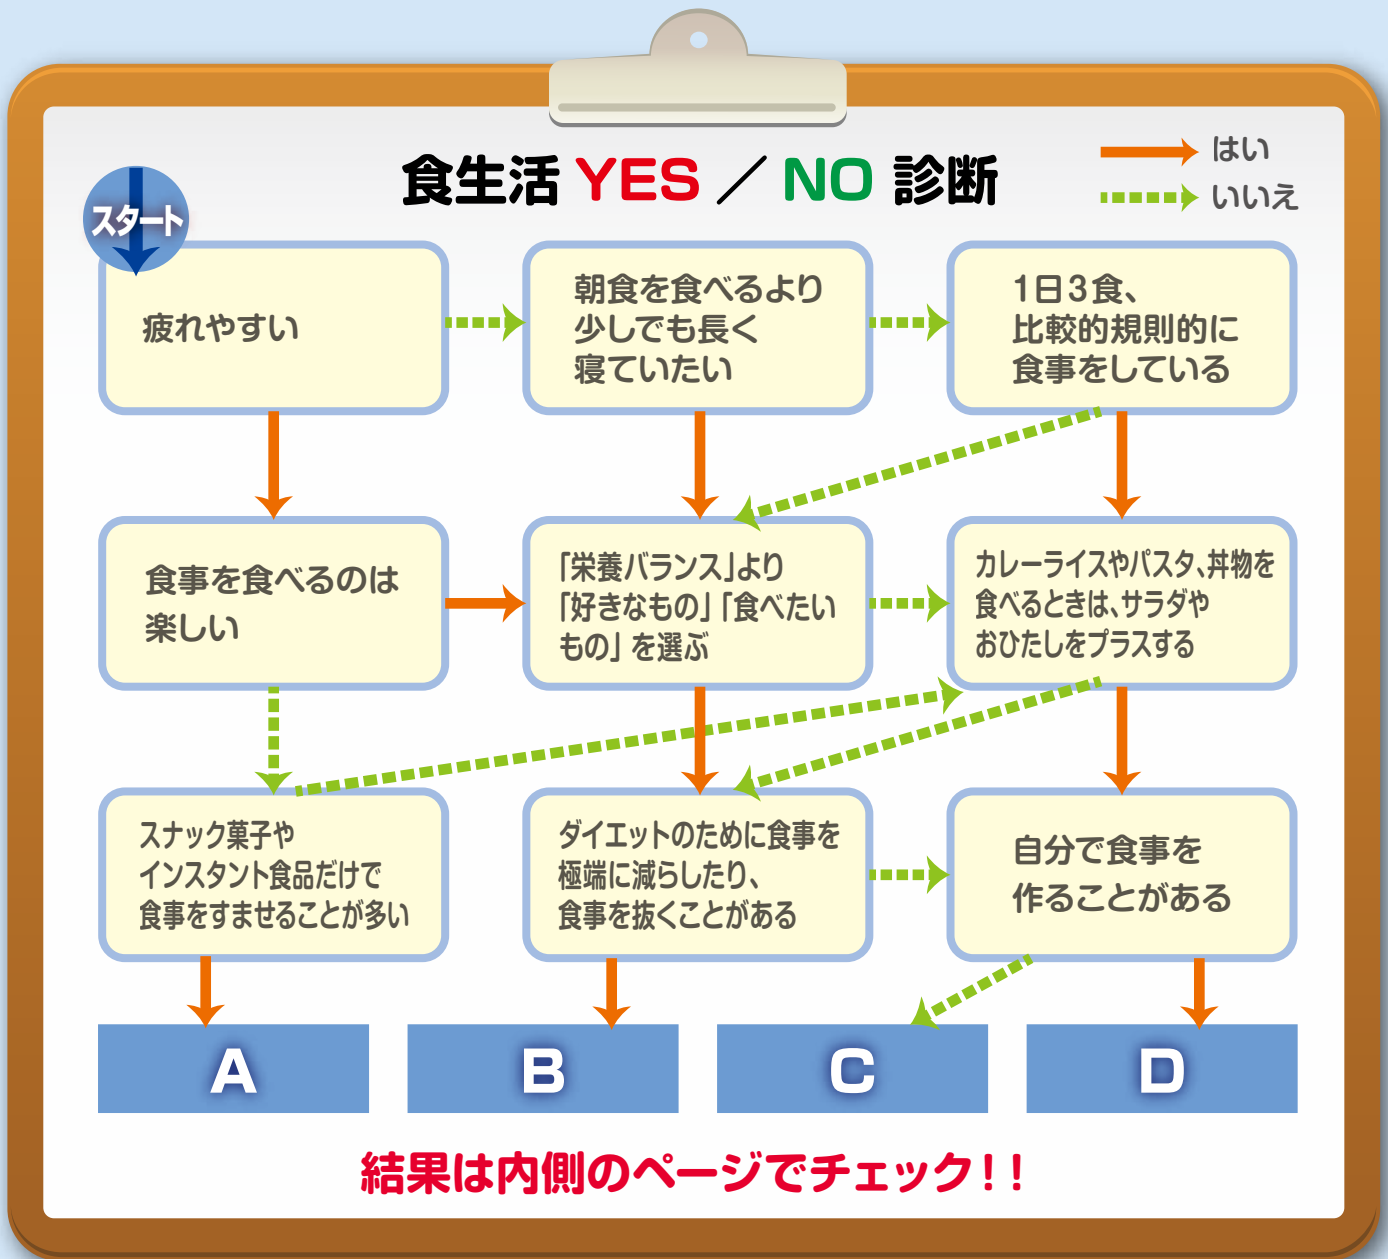 食生活 YES ／ NO 診断
はい
いいえ
スタート
疲れやすい
朝食を食べるより
少しでも長く
寝ていたい
1日3食、
比較的規則的に
食事をしている
食事を食べるのは
楽しい
「栄養バランス」より
「好きなもの」「食べたい
もの」を選ぶ
カレーライスやパスタ、丼物を
食べるときは、サラダや
おひたしをプラスする
スナック菓子や
インスタント食品だけで
食事をすませることが多い
ダイエットのために食事を
極端に減らしたり、
食事を抜くことがある
自分で食事を
作ることがある
A
B
C
D
結果は内側のページでチェック！！